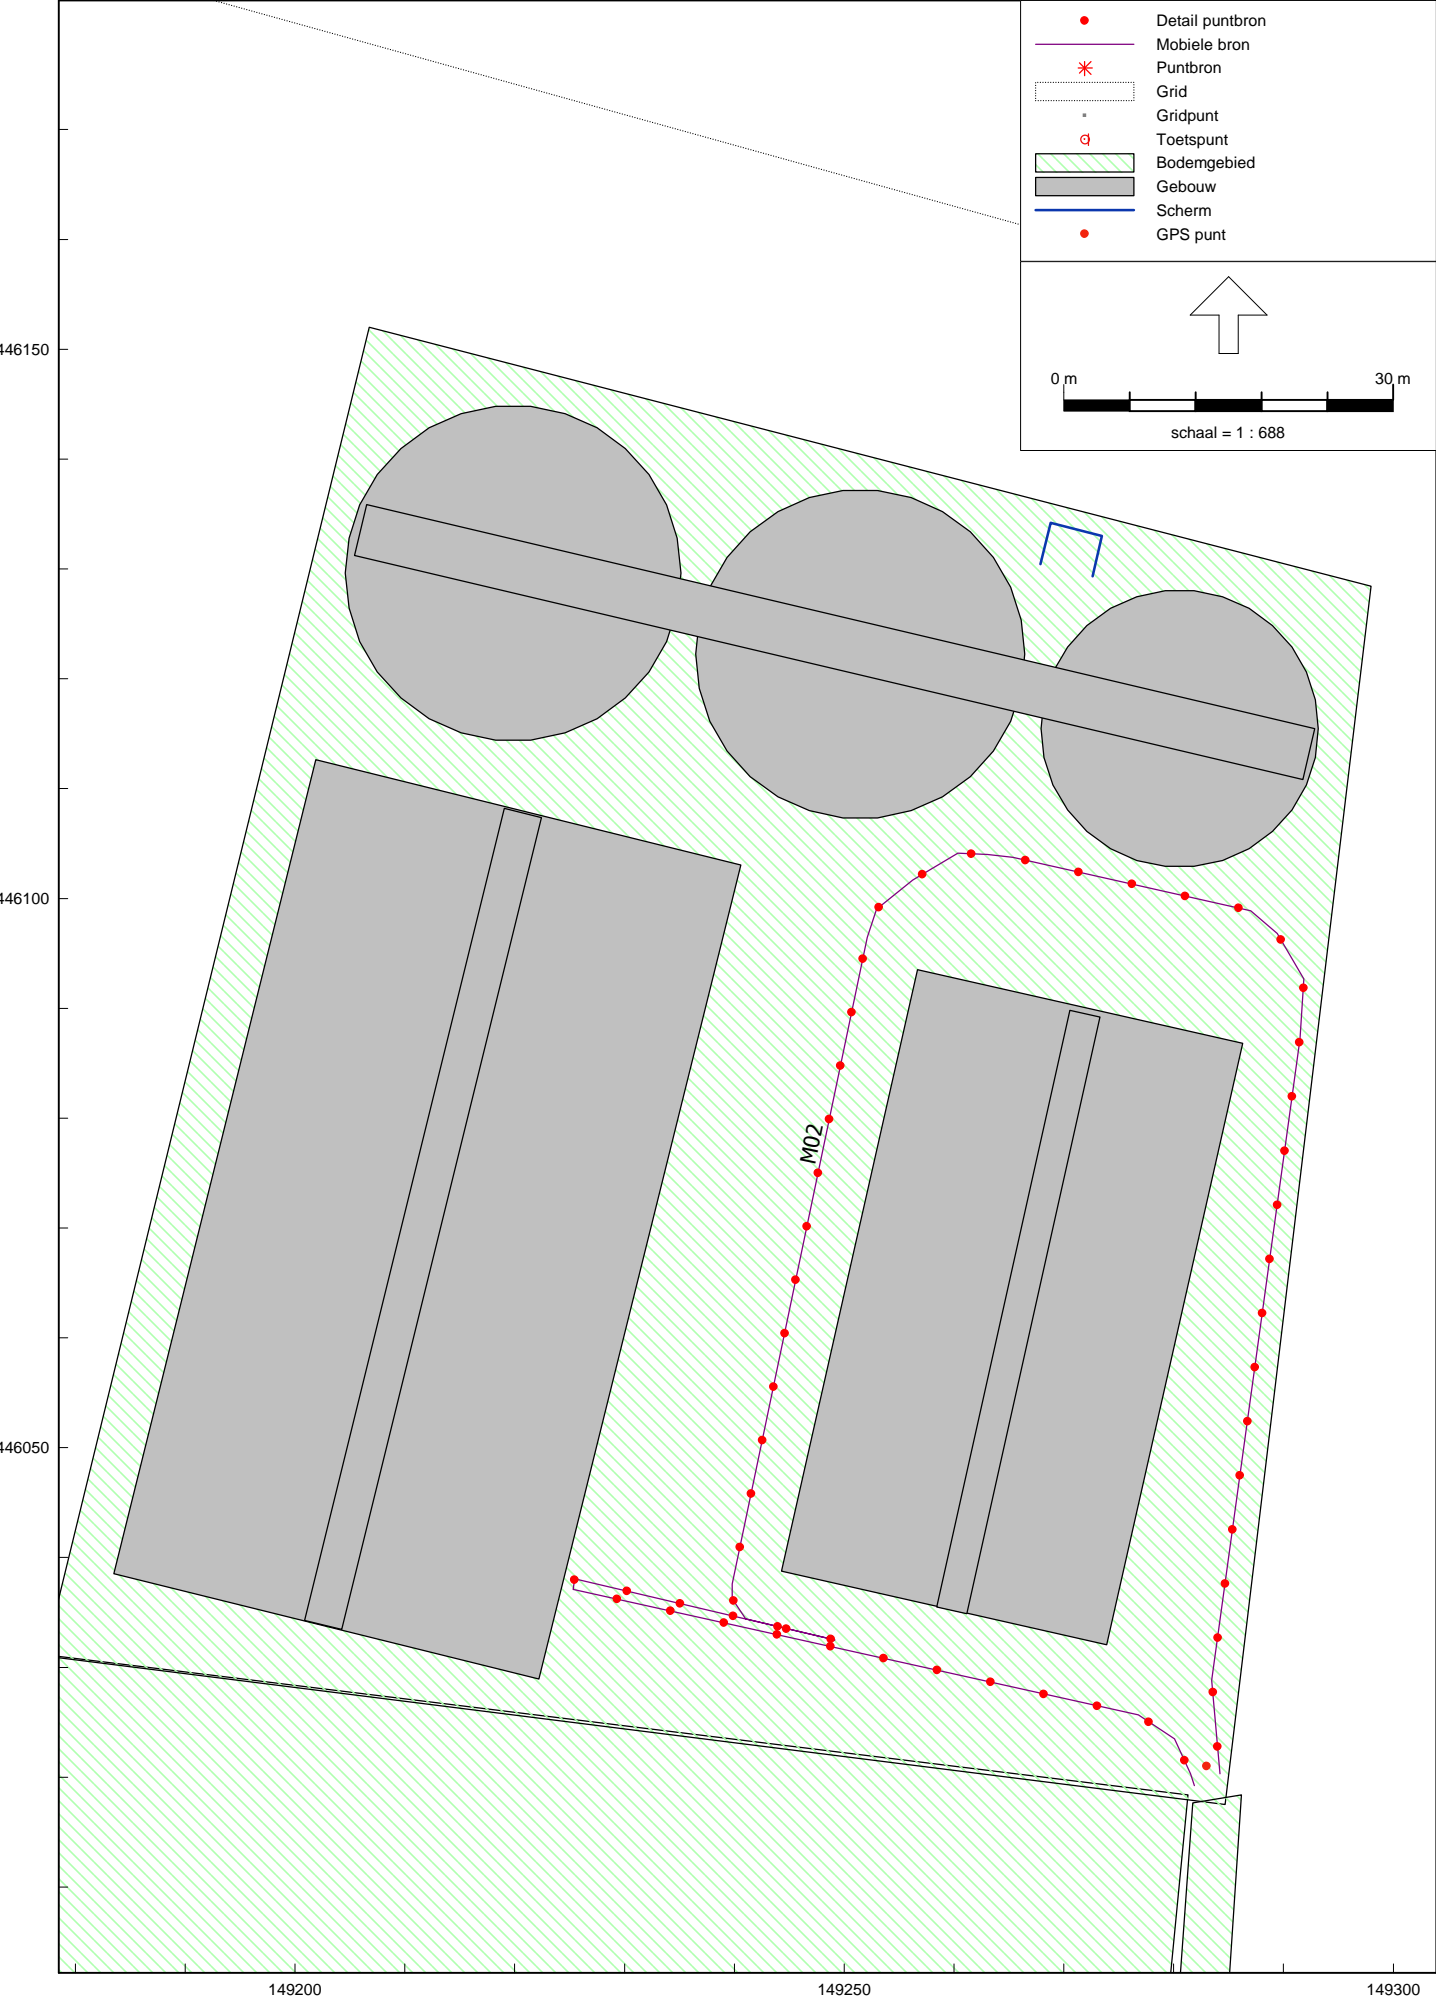 Detail puntbron
Mobiele bron
Puntbron
Grid
Gridpunt
Toetspunt
Bodemgebied
Gebouw
Scherm
GPS punt
0 m 30 m
schaal = 1 : 688
446150
446100
M02
446050
149200 149250 149300